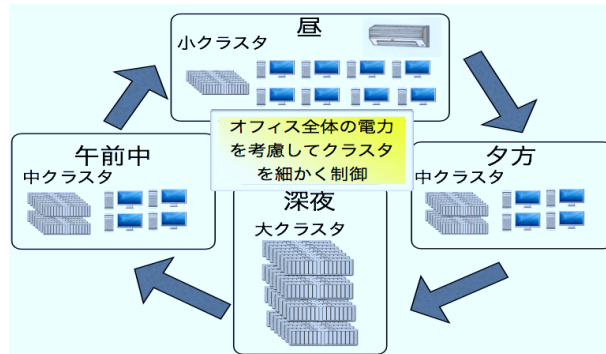 昼
小クラスタ
オフィス全体の電力
を考慮してクラスタ
を細かく制御
午前中
中クラスタ
夕方
中クラスタ
深夜
大クラスタ